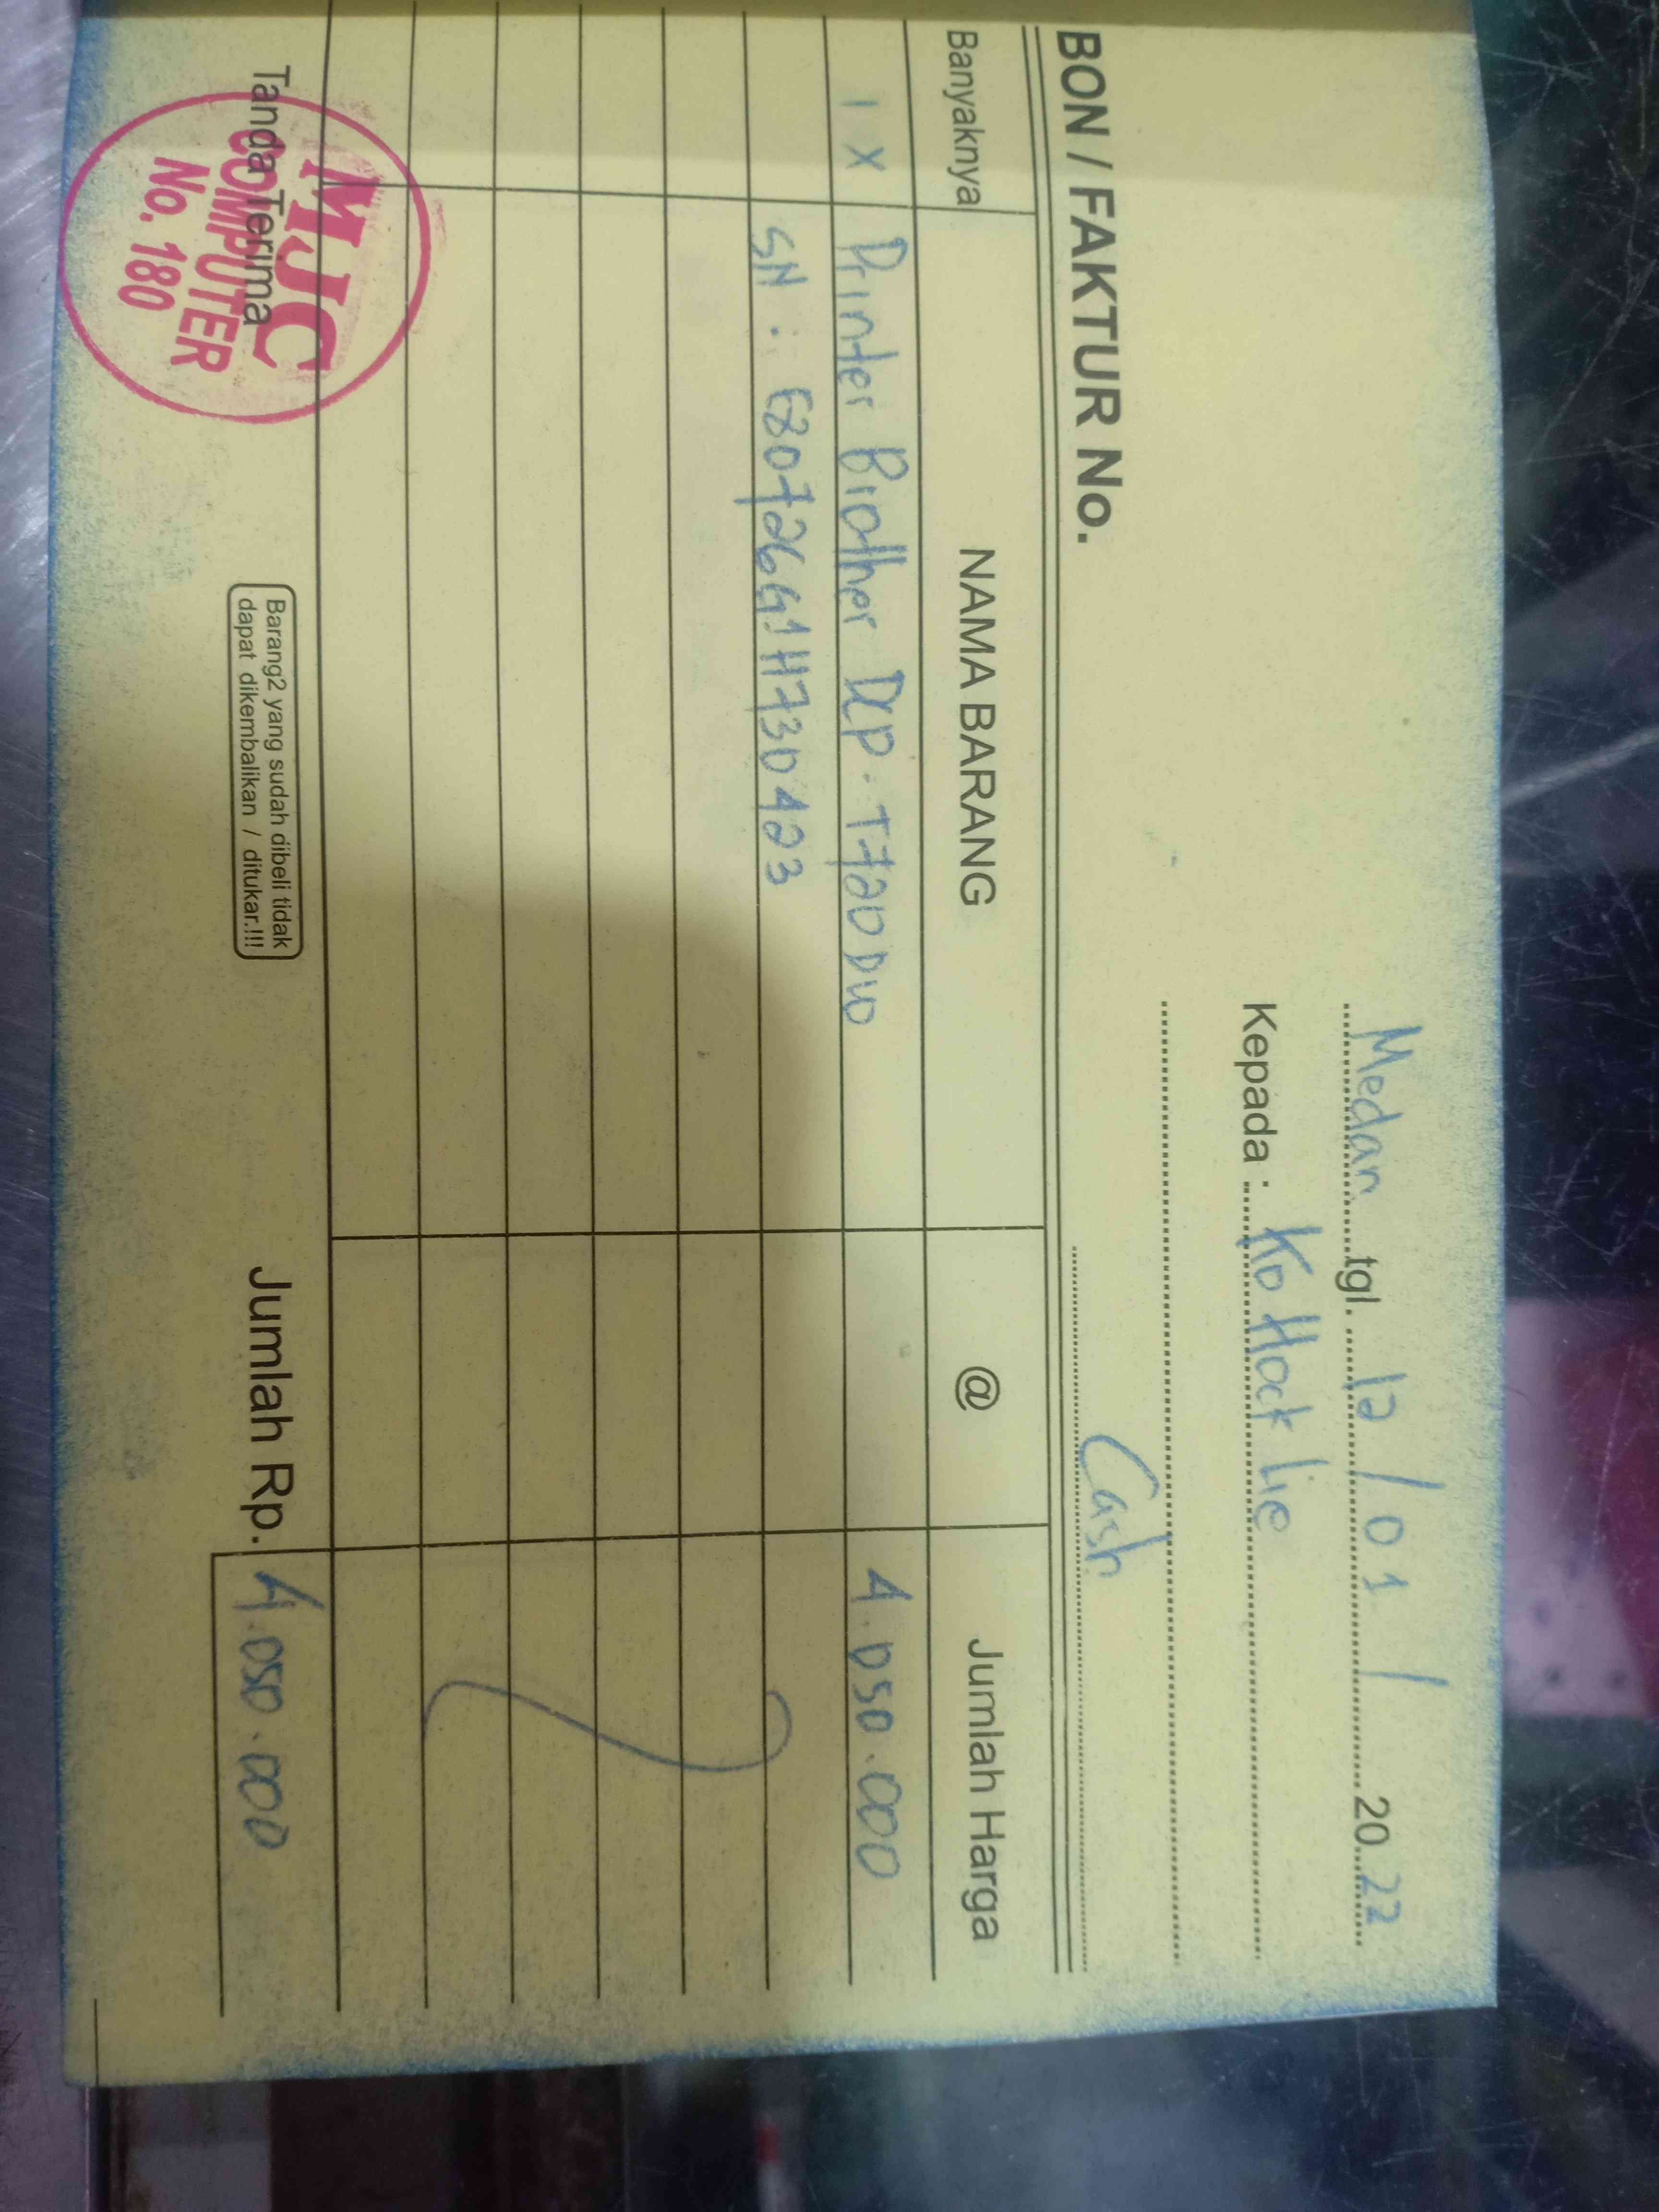 Medan tgl. 12 / 01 / 2022
Kepada : Ko Hock Lie
BON / FAKTUR No. Cash
Banyaknya NAMA BARANG @ Jumlah Harga
1 X Printer Brother DCP-T720DW 4.050.000
SN : E80726G1H730423
Tanda Terima Jumlah Rp. 4.050.000
MJC
COMPUTER
No. 180
Barang2 yang sudah dibeli tidak
dapat dikembalikan / ditukar.!!!